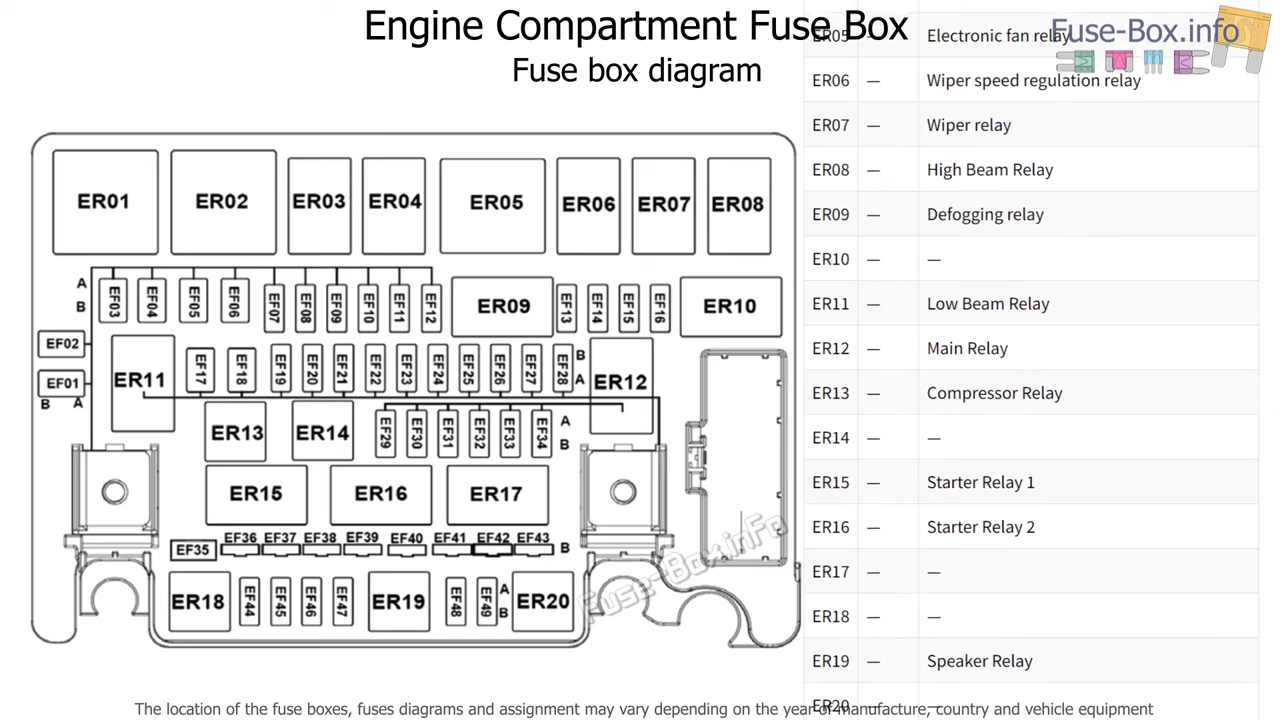 Engine Compartment Fuse Box
Fuse box diagram
Fuse-Box.info
ER01 ER02 ER03 ER04 ER05 ER06 ER07 ER08
A
B
EF03 EF04 EF05 EF06 EF07 EF08 EF09 EF10 EF11 EF12 ER09 EF13 EF14 EF15 EF16 ER10
EF02
EF01
B A
ER11 EF17 EF18 EF19 EF20 EF21 EF22 EF23 EF24 EF25 EF26 EF27 EF28 B A ER12
ER13 ER14 EF29 EF30 EF31 EF32 EF33 EF34 A B
ER15 ER16 ER17
EF35 EF36 EF37 EF38 EF39 EF40 EF41 EF42 EF43 B
ER18 EF44 EF45 EF46 EF47 ER19 EF48 EF49 A B ER20
Fuse-Box.inFo
ER05 Electronic fan relay
ER06 — Wiper speed regulation relay
ER07 — Wiper relay
ER08 — High Beam Relay
ER09 — Defogging relay
ER10 — —
ER11 — Low Beam Relay
ER12 — Main Relay
ER13 — Compressor Relay
ER14 — —
ER15 — Starter Relay 1
ER16 — Starter Relay 2
ER17 — —
ER18 — —
ER19 — Speaker Relay
ER20 — —
The location of the fuse boxes, fuses diagrams and assignment may vary depending on the year of manufacture, country and vehicle equipment